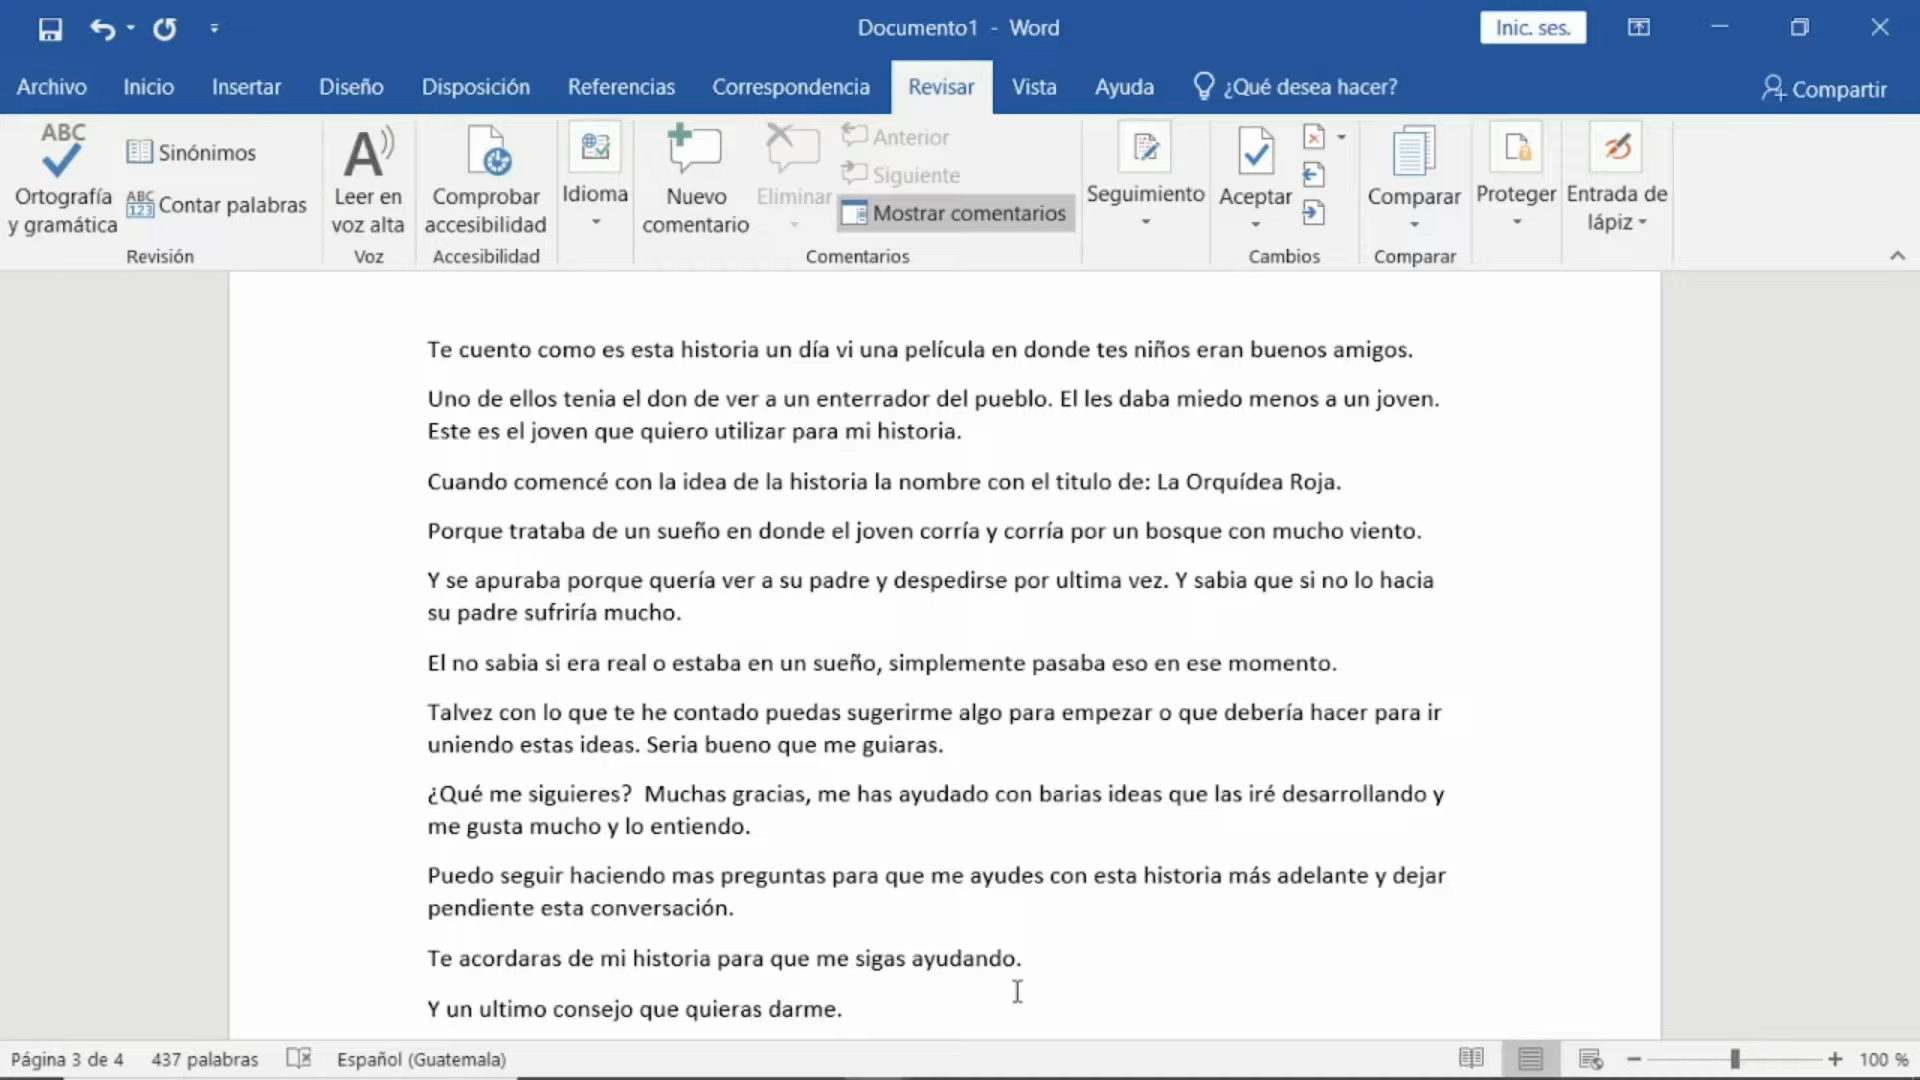 Documento1 - Word
Inic. ses.
Archivo Inicio Insertar Diseño Disposición Referencias Correspondencia Revisar Vista Ayuda ¿Qué desea hacer? Compartir
ABC
Ortografía
y gramática
Sinónimos
ABC
123 Contar palabras
Revisión
A
Leer en
voz alta
Voz
Comprobar
accesibilidad
Accesibilidad
Idioma
Nuevo
comentario
Eliminar
Anterior
Siguiente
Mostrar comentarios
Comentarios
Seguimiento
Aceptar
Cambios
Comparar
Comparar
Proteger
Entrada de
lápiz
Te cuento como es esta historia un día vi una película en donde tes niños eran buenos amigos.
Uno de ellos tenia el don de ver a un enterrador del pueblo. El les daba miedo menos a un joven.
Este es el joven que quiero utilizar para mi historia.
Cuando comencé con la idea de la historia la nombre con el titulo de: La Orquídea Roja.
Porque trataba de un sueño en donde el joven corría y corría por un bosque con mucho viento.
Y se apuraba porque quería ver a su padre y despedirse por ultima vez. Y sabia que si no lo hacia
su padre sufriría mucho.
El no sabia si era real o estaba en un sueño, simplemente pasaba eso en ese momento.
Talvez con lo que te he contado puedas sugerirme algo para empezar o que debería hacer para ir
uniendo estas ideas. Seria bueno que me guiaras.
¿Qué me siguieres?  Muchas gracias, me has ayudado con barias ideas que las iré desarrollando y
me gusta mucho y lo entiendo.
Puedo seguir haciendo mas preguntas para que me ayudes con esta historia más adelante y dejar
pendiente esta conversación.
Te acordaras de mi historia para que me sigas ayudando.
Y un ultimo consejo que quieras darme.
Página 3 de 4 437 palabras Español (Guatemala) 100 %